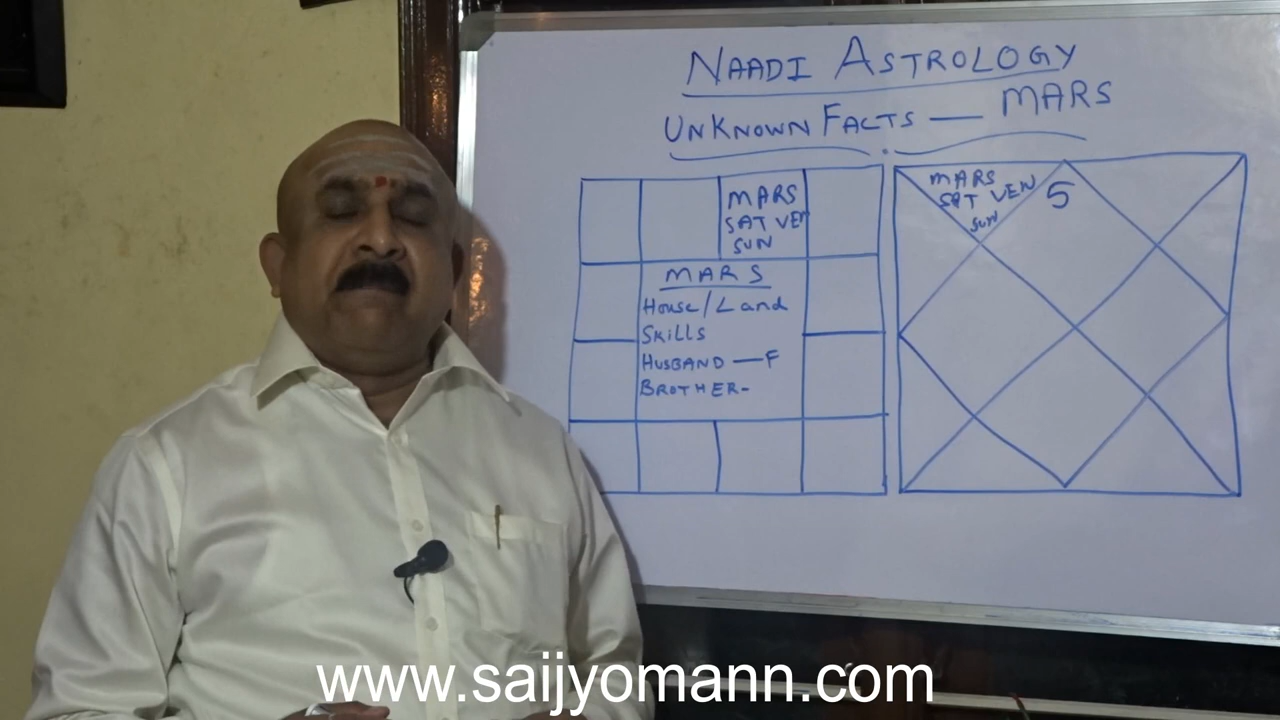 NAADI ASTROLOGY
UNKNOWN FACTS — MARS
MARS
SAT VEN
SUN
MARS
House/Land
Skills
HUSBAND — F
BROTHER-
MARS
SAT VEN
SUN
5
www.saijyomann.com